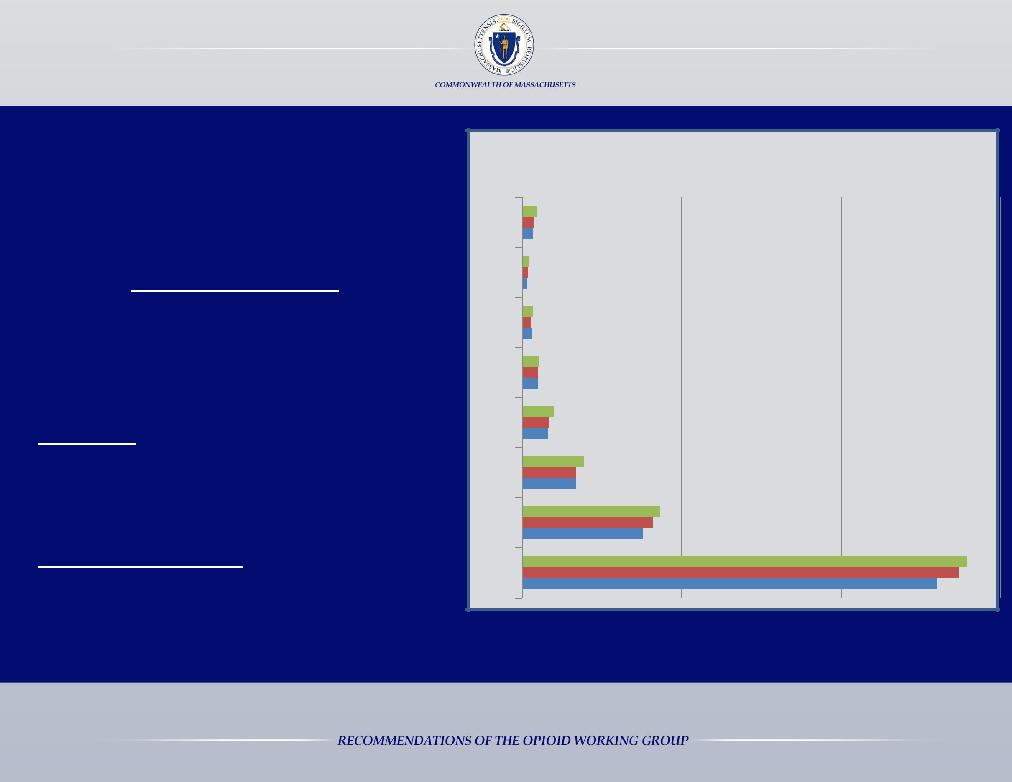 COMMONWEALTH OF MASSACHUSETTS
RECOMMENDATIONS OF THE OPIOID WORKING GROUP